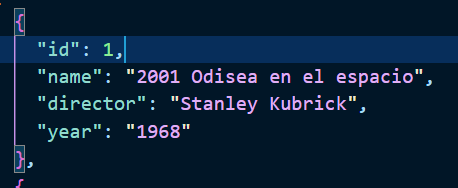 {
"id": 1,
"name": "2001 Odisea en el espacio",
"director": "Stanley Kubrick",
"year": "1968"
},
{